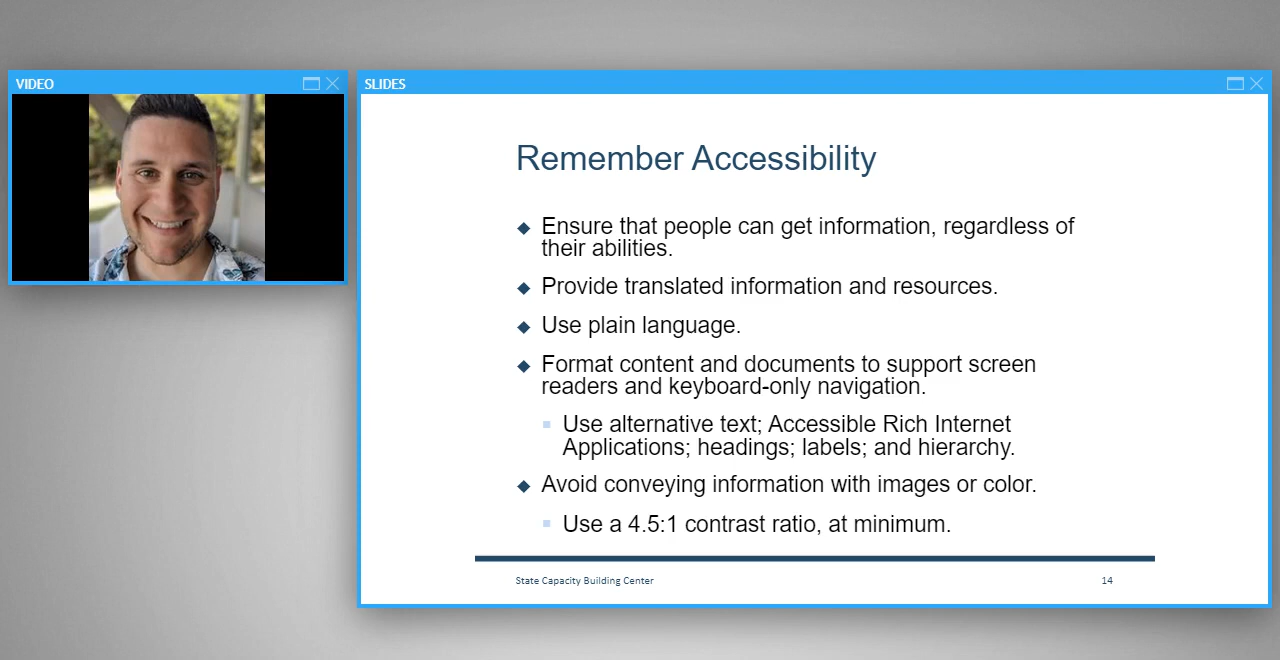 VIDEO
SLIDES
Remember Accessibility
Ensure that people can get information, regardless of
their abilities.
Provide translated information and resources.
Use plain language.
Format content and documents to support screen
readers and keyboard-only navigation.
Use alternative text; Accessible Rich Internet
Applications; headings; labels; and hierarchy.
Avoid conveying information with images or color.
Use a 4.5:1 contrast ratio, at minimum.
State Capacity Building Center
14